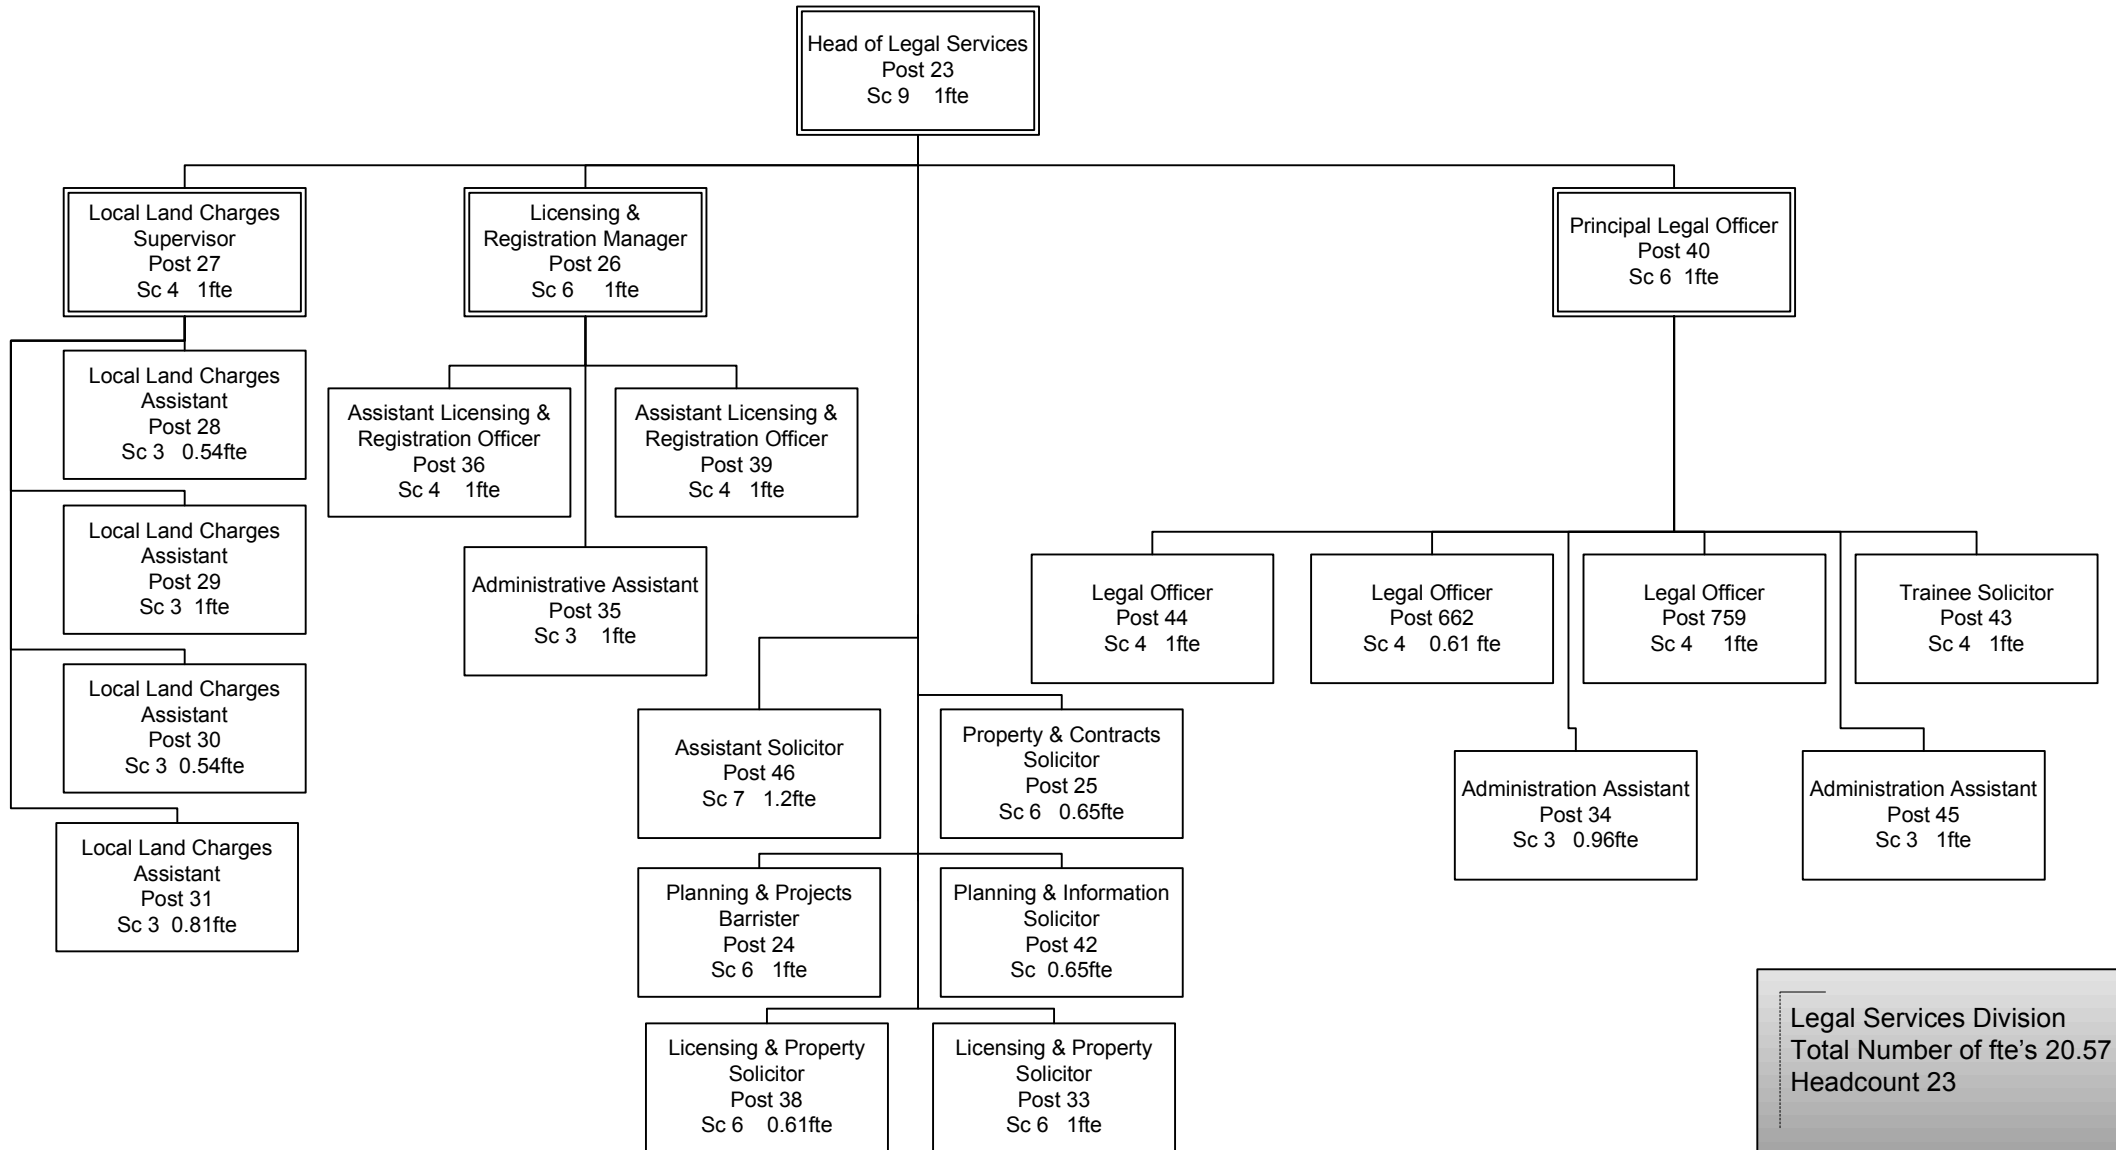 Head of Legal Services
Post 23
Sc 9 1fte
Local Land Charges
Supervisor
Post 27
Sc 4 1fte
Licensing &
Registration Manager
Post 26
Sc 6 1fte
Principal Legal Officer
Post 40
Sc 6 1fte
Local Land Charges
Assistant
Post 28
Sc 3 0.54fte
Local Land Charges
Assistant
Post 29
Sc 3 1fte
Local Land Charges
Assistant
Post 30
Sc 3 0.54fte
Local Land Charges
Assistant
Post 31
Sc 3 0.81fte
Assistant Licensing &
Registration Officer
Post 36
Sc 4 1fte
Assistant Licensing &
Registration Officer
Post 39
Sc 4 1fte
Administrative Assistant
Post 35
Sc 3 1fte
Assistant Solicitor
Post 46
Sc 7 1.2fte
Property & Contracts
Solicitor
Post 25
Sc 6 0.65fte
Planning & Projects
Barrister
Post 24
Sc 6 1fte
Planning & Information
Solicitor
Post 42
Sc 0.65fte
Licensing & Property
Solicitor
Post 38
Sc 6 0.61fte
Licensing & Property
Solicitor
Post 33
Sc 6 1fte
Legal Officer
Post 44
Sc 4 1fte
Legal Officer
Post 662
Sc 4 0.61 fte
Legal Officer
Post 759
Sc 4 1fte
Trainee Solicitor
Post 43
Sc 4 1fte
Administration Assistant
Post 34
Sc 3 0.96fte
Administration Assistant
Post 45
Sc 3 1fte
Legal Services Division
Total Number of fte's 20.57
Headcount 23